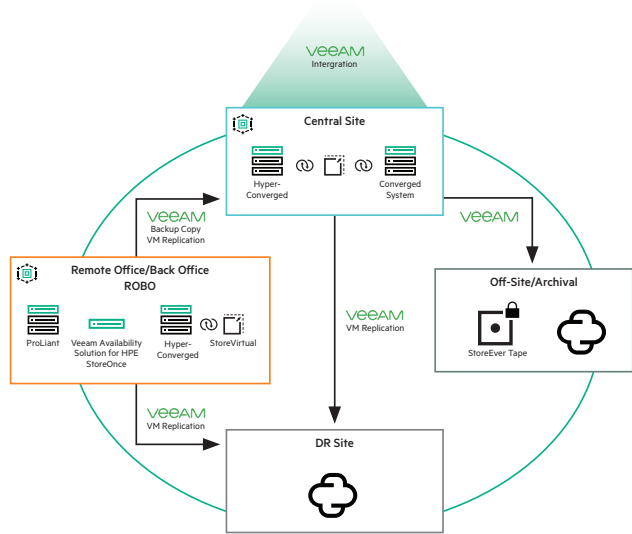 veeAM
Intergration
Central Site
Hyper-
Converged
Converged
System
veeAM
Backup Copy
VM Replication
veeAM
Remote Office/Back Office
ROBO
ProLiant
Veeam Availability
Solution for HPE
StoreOnce
Hyper-
Converged
StoreVirtual
Off-Site/Archival
StoreEver Tape
veeAM
VM Replication
veeAM
VM Replication
DR Site